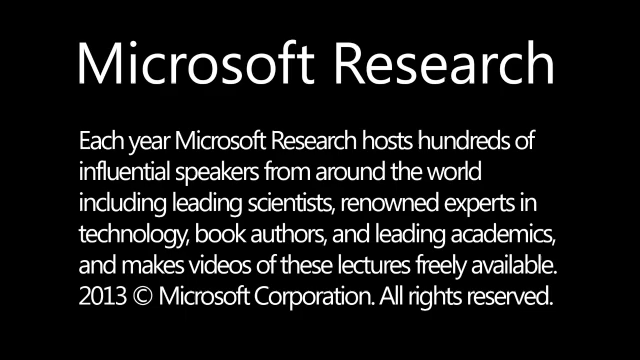 Microsoft Research
Each year Microsoft Research hosts hundreds of
influential speakers from around the world
including leading scientists, renowned experts in
technology, book authors, and leading academics,
and makes videos of these lectures freely available.
2013 © Microsoft Corporation. All rights reserved.